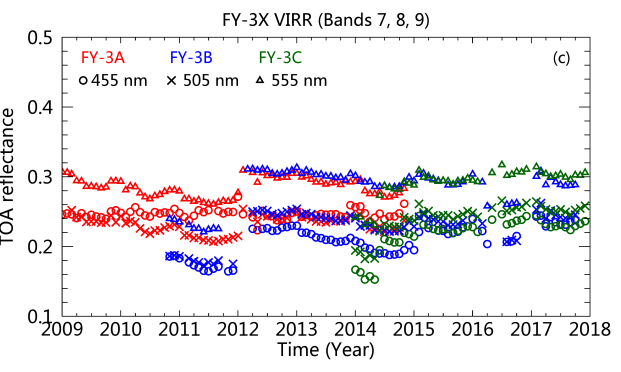 FY-3X VIRR (Bands 7, 8, 9)
0.5
FY-3A FY-3B FY-3C (c)
455 nm 505 nm 555 nm
0.4
TOA reflectance
0.3
0.2
0.1
2009 2010 2011 2012 2013 2014 2015 2016 2017 2018
Time (Year)